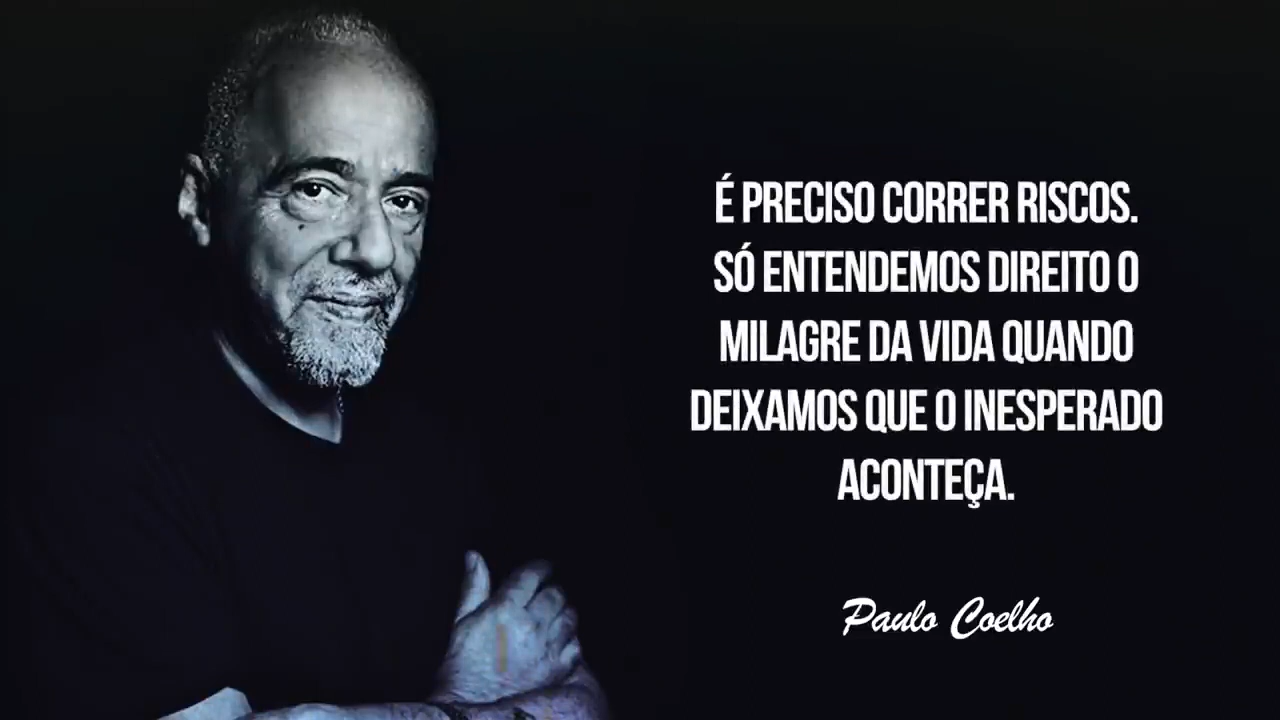 É PRECISO CORRER RISCOS.
SÓ ENTENDEMOS DIREITO O
MILAGRE DA VIDA QUANDO
DEIXAMOS QUE O INESPERADO
ACONTEÇA.
Paulo Coelho